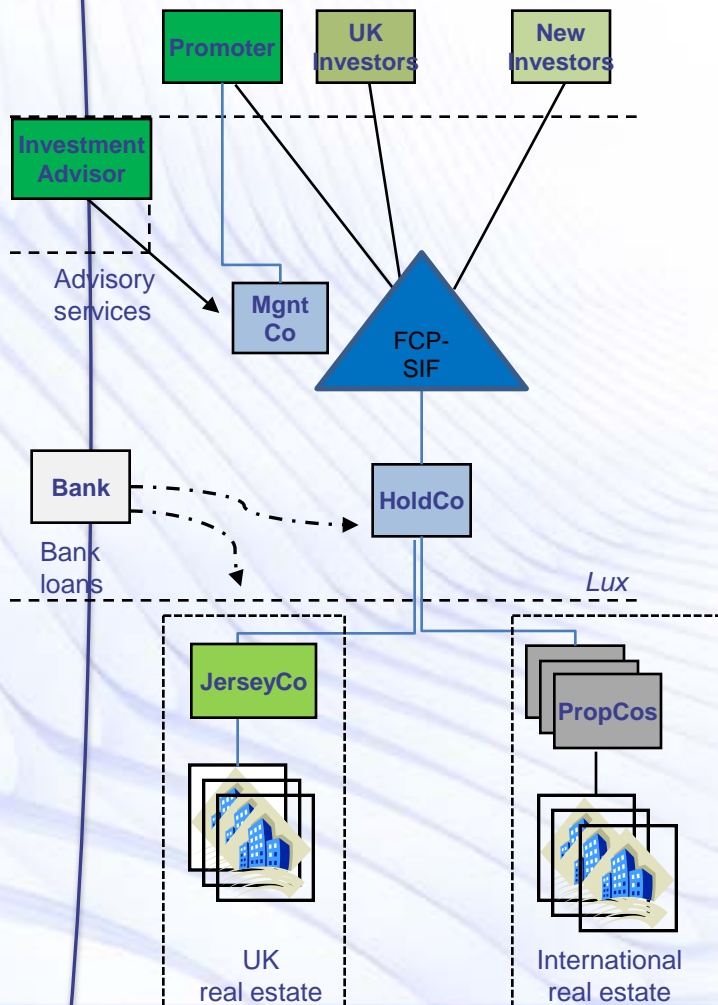 Promoter
UK
Investors
New
Investors
Investment
Advisor
Advisory
services
Mgnt
Co
FCP-
SIF
Bank
HoldCo
Bank
loans
Lux
JerseyCo
PropCos
UK
real estate
International
real estate